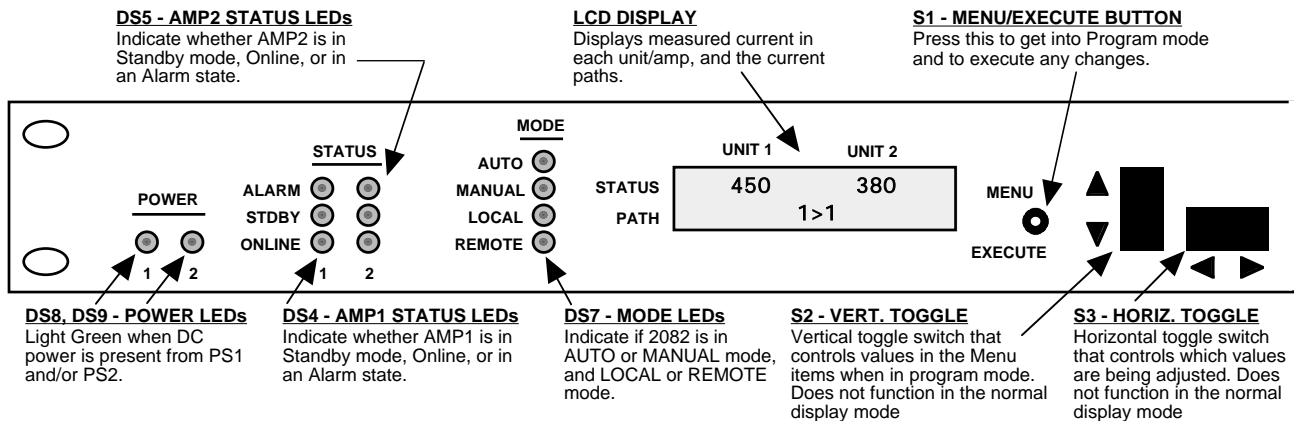 DS5 - AMP2 STATUS LEDs
Indicate whether AMP2 is in
Standby mode, Online, or in
an Alarm state.
LCD DISPLAY
Displays measured current in
each unit/amp, and the current
paths.
S1 - MENU/EXECUTE BUTTON
Press this to get into Program mode
and to execute any changes.
POWER
1 2
STATUS
ALARM
STDBY
ONLINE
1 2
MODE
AUTO
MANUAL
LOCAL
REMOTE
UNIT 1 UNIT 2
STATUS 450 380
PATH 1>1
MENU
EXECUTE
DS8, DS9 - POWER LEDs
Light Green when DC
power is present from PS1
and/or PS2.
DS4 - AMP1 STATUS LEDs
Indicate whether AMP1 is in
Standby mode, Online, or in
an Alarm state.
DS7 - MODE LEDs
Indicate if 2082 is in
AUTO or MANUAL mode,
and LOCAL or REMOTE
mode.
S2 - VERT. TOGGLE
Vertical toggle switch that
controls values in the Menu
items when in program mode.
Does not function in the normal
display mode
S3 - HORIZ. TOGGLE
Horizontal toggle switch
that controls which values
are being adjusted. Does
not function in the normal
display mode